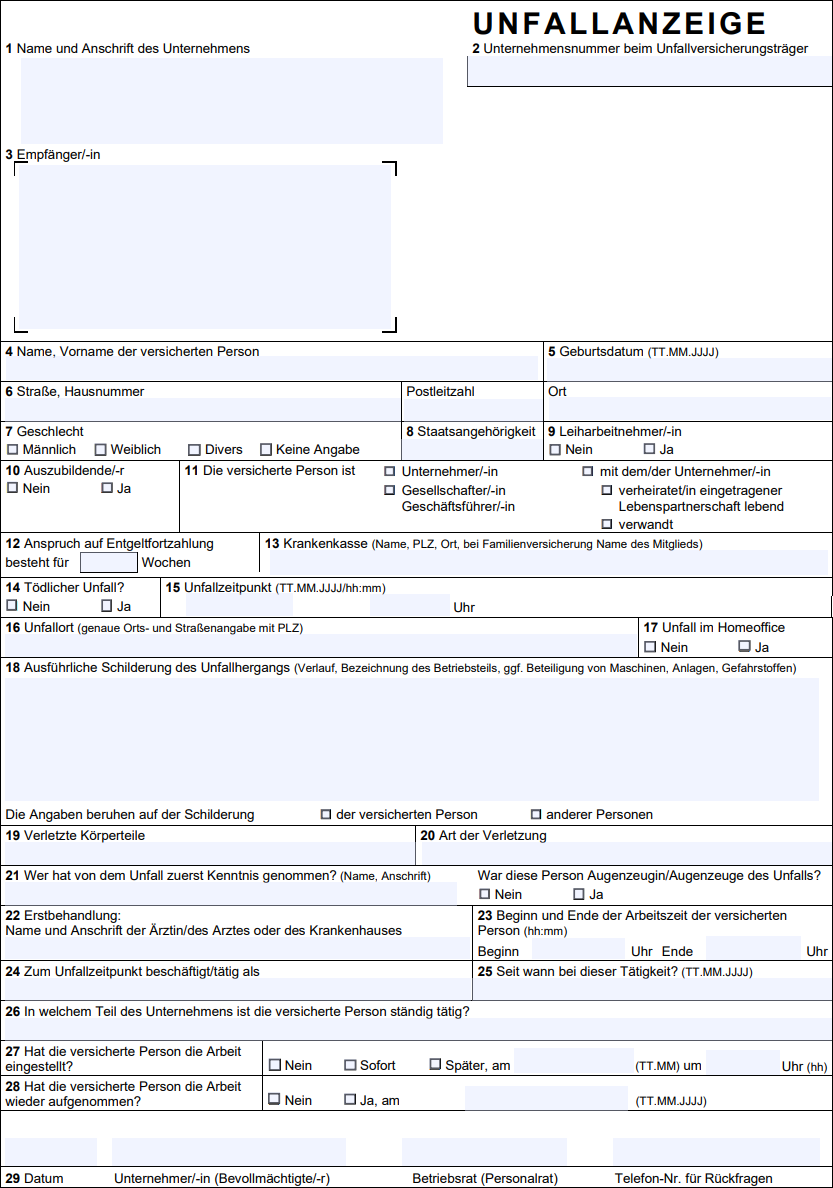 UNFALLANZEIGE
1 Name und Anschrift des Unternehmens
2 Unternehmensnummer beim Unfallversicherungsträger
3 Empfänger/-in
4 Name, Vorname der versicherten Person
5 Geburtsdatum (TT.MM.JJJJ)
6 Straße, Hausnummer
Postleitzahl
Ort
7 Geschlecht
Männlich Weiblich Divers Keine Angabe
8 Staatsangehörigkeit
9 Leiharbeitnehmer/-in
Nein Ja
10 Auszubildende/-r
Nein Ja
11 Die versicherte Person ist
Unternehmer/-in
Gesellschafter/-in
Geschäftsführer/-in
mit dem/der Unternehmer/-in
verheiratet/in eingetragener
Lebenspartnerschaft lebend
verwandt
12 Anspruch auf Entgeltfortzahlung
besteht für Wochen
13 Krankenkasse (Name, PLZ, Ort, bei Familienversicherung Name des Mitglieds)
14 Tödlicher Unfall?
Nein Ja
15 Unfallzeitpunkt (TT.MM.JJJJ/hh:mm)
Uhr
16 Unfallort (genaue Orts- und Straßenangabe mit PLZ)
17 Unfall im Homeoffice
Nein Ja
18 Ausführliche Schilderung des Unfallhergangs (Verlauf, Bezeichnung des Betriebsteils, ggf. Beteiligung von Maschinen, Anlagen, Gefahrstoffen)
Die Angaben beruhen auf der Schilderung der versicherten Person anderer Personen
19 Verletzte Körperteile
20 Art der Verletzung
21 Wer hat von dem Unfall zuerst Kenntnis genommen? (Name, Anschrift)
War diese Person Augenzeugin/Augenzeuge des Unfalls?
Nein Ja
22 Erstbehandlung:
Name und Anschrift der Ärztin/des Arztes oder des Krankenhauses
23 Beginn und Ende der Arbeitszeit der versicherten
Person (hh:mm)
Beginn Uhr Ende Uhr
24 Zum Unfallzeitpunkt beschäftigt/tätig als
25 Seit wann bei dieser Tätigkeit? (TT.MM.JJJJ)
26 In welchem Teil des Unternehmens ist die versicherte Person ständig tätig?
27 Hat die versicherte Person die Arbeit
eingestellt?
Nein Sofort Später, am (TT.MM) um Uhr (hh)
28 Hat die versicherte Person die Arbeit
wieder aufgenommen?
Nein Ja, am (TT.MM.JJJJ)
29 Datum Unternehmer/-in (Bevollmächtigte/-r) Betriebsrat (Personalrat) Telefon-Nr. für Rückfragen